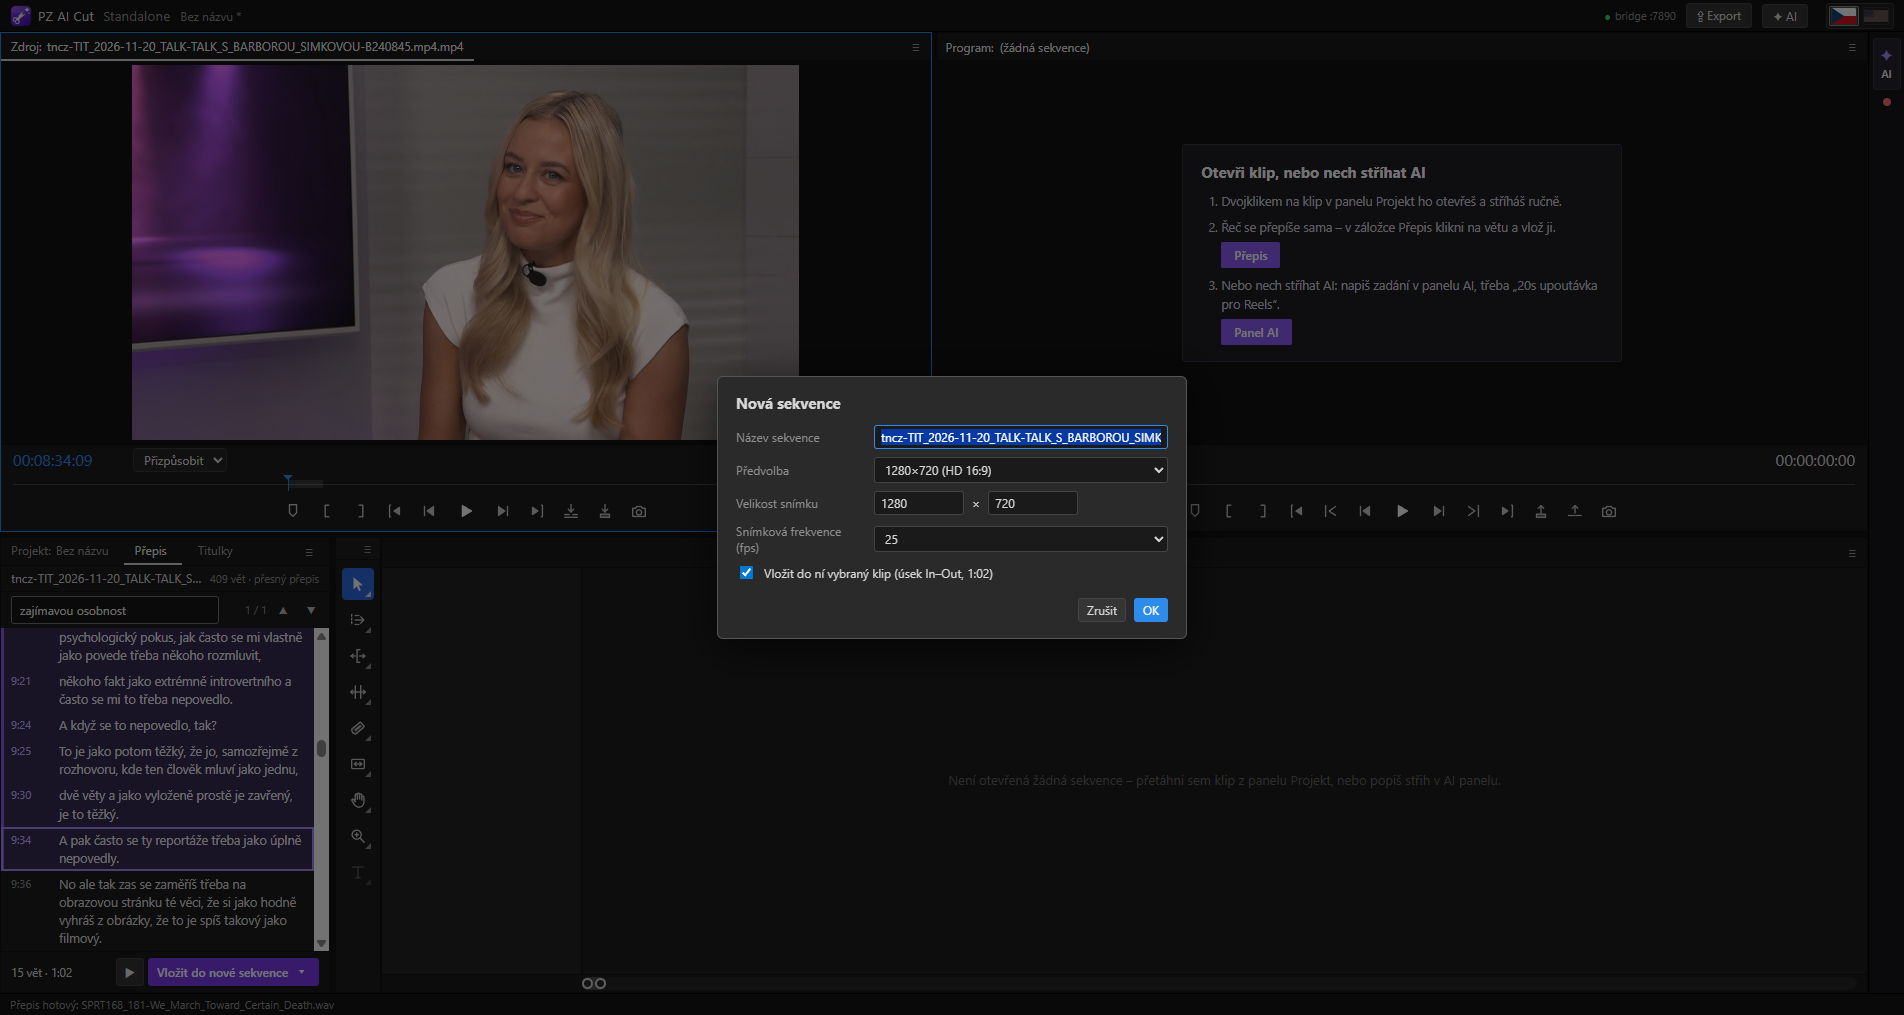 PZ AI Cut Standalone Bez názvu *
bridge :7890 Export AI
Zdroj: tncz-TIT_2026-11-20_TALK-TALK_S_BARBOROU_SIMKOVOU-B240845.mp4.mp4
Program: (žádná sekvence)
AI
Otevři klip, nebo nech stříhat AI
1. Dvojklikem na klip v panelu Projekt ho otevřeš a stříháš ručně.
2. Řeč se přepíše sama – v záložce Přepis klikni na větu a vlož ji.
Přepis
3. Nebo nech stříhat AI: napiš zadání v panelu AI, třeba „20s upoutávka
pro Reels“.
Panel AI
00:08:34:09 Přizpůsobit
00:00:00:00
Nová sekvence
Název sekvence tncz-TIT_2026-11-20_TALK-TALK_S_BARBOROU_SIMK
Předvolba 1280×720 (HD 16:9)
Velikost snímku 1280 × 720
Snímková frekvence
(fps)
25
Vložit do ní vybraný klip (úsek In–Out, 1:02)
Zrušit OK
Projekt: Bez názvu Přepis Titulky
tncz-TIT_2026-11-20_TALK-TALK_S... 409 vět · přesný přepis
zajímavou osobnost 1 / 1
psychologický pokus, jak často se mi vlastně
jako povede třeba někoho rozmluvit,
9:21 někoho fakt jako extrémně introvertního a
často se mi to třeba nepovedlo.
9:24 A když se to nepovedlo, tak?
9:25 To je jako potom těžký, že jo, samozřejmě z
rozhovoru, kde ten člověk mluví jako jednu,
9:30 dvě věty a jako vyloženě prostě je zavřený,
je to těžký.
9:34 A pak často se ty reportáže třeba jako úplně
nepovedly.
9:36 No ale tak zas se zaměříš třeba na
obrazovou stránku té věci, že si jako hodně
vyhráš z obrázky, že to je spíš takový jako
filmový.
Není otevřená žádná sekvence – přetáhni sem klip z panelu Projekt, nebo popiš střih v AI panelu.
15 vět · 1:02 Vložit do nové sekvence
Přepis hotový: SPRT168_181-We_March_Toward_Certain_Death.wav